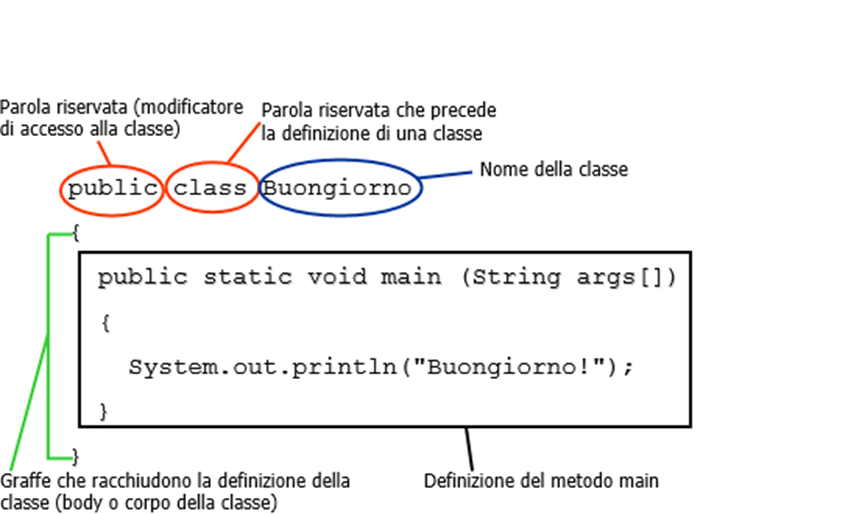 Parola riservata (modificatore
di accesso alla classe)
Parola riservata che precede
la definizione di una classe
Nome della classe
public class Buongiorno
{
public static void main (String args[])
{
System.out.println("Buongiorno!");
}
}
Graffe che racchiudono la definizione della
classe (body o corpo della classe)
Definizione del metodo main